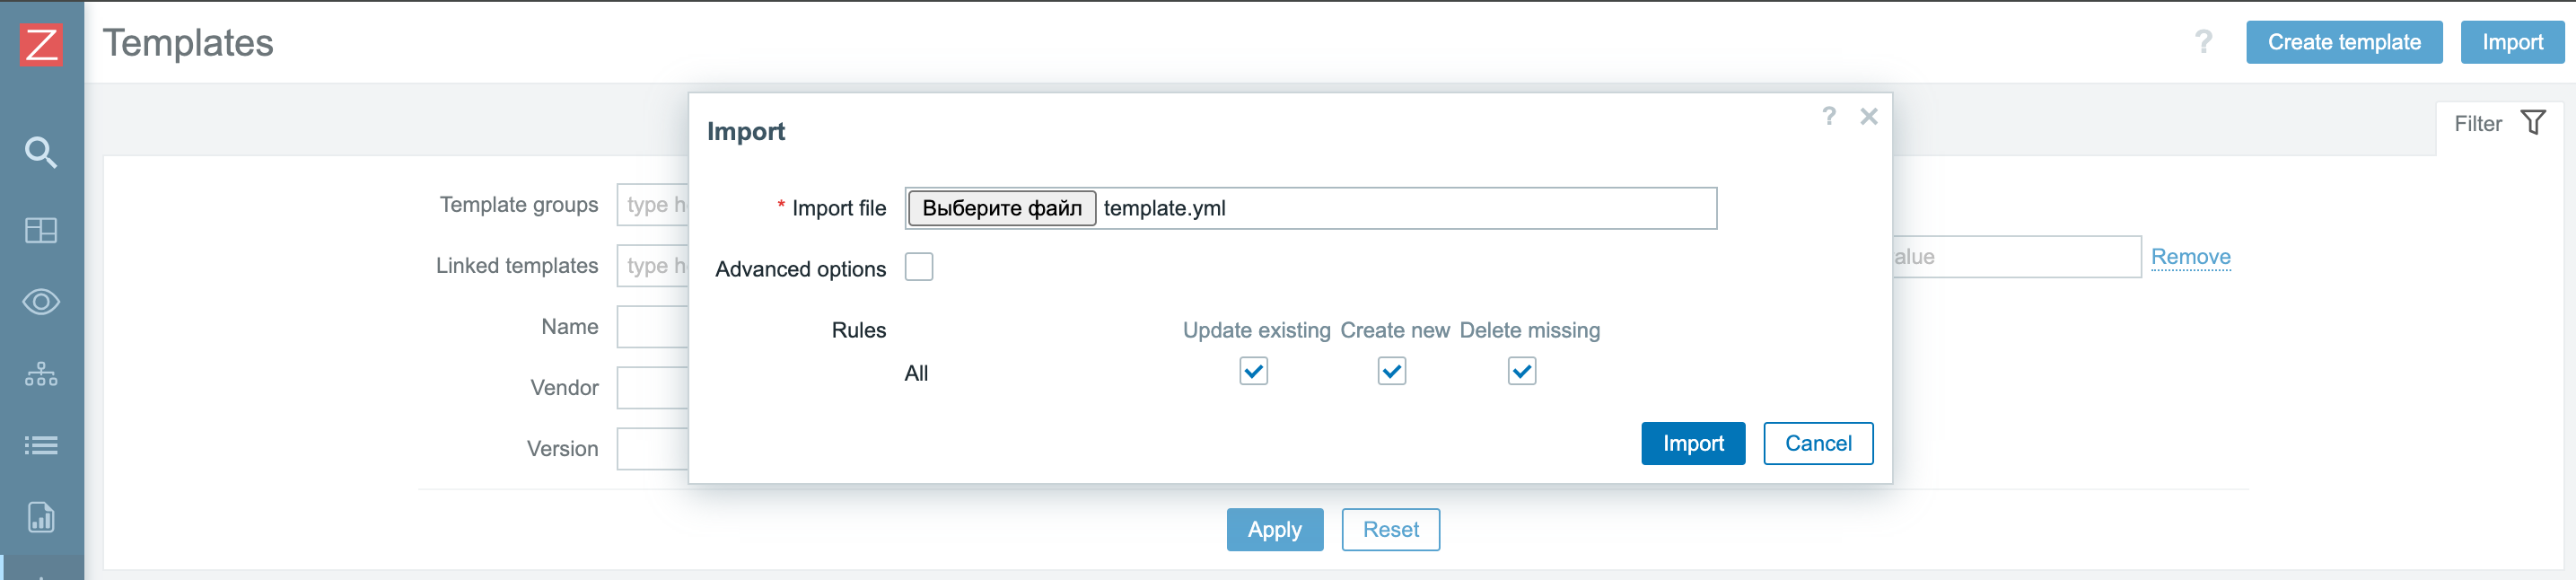 Z
Templates
?
Create template
Import
Filter
Import
?
* Import file
Выберите файл
template.yml
Advanced options
Rules
Update existing
Create new
Delete missing
All
Import
Cancel
Template groups
type h
Linked templates
type h
Name
Vendor
Version
alue
Remove
Apply
Reset